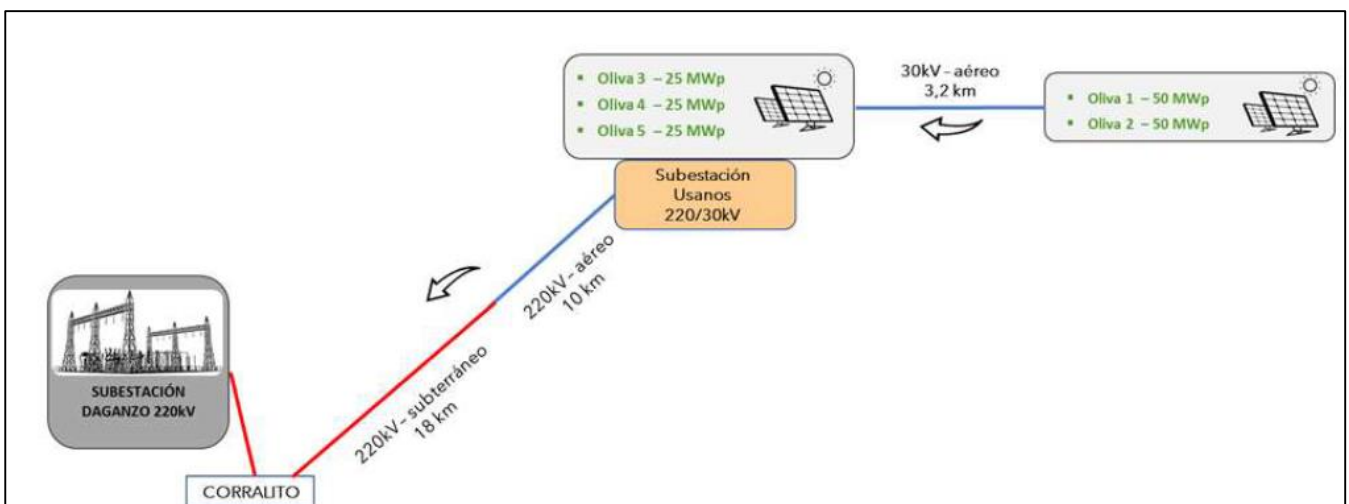 ▪ Oliva 3 – 25 MWp
▪ Oliva 4 – 25 MWp
▪ Oliva 5 – 25 MWp
30kV – aéreo
3,2 km
▪ Oliva 1 – 50 MWp
▪ Oliva 2 – 50 MWp
Subestación
Usanos
220/30kV
220kV – aéreo
10 km
220kV – subterráneo
18 km
SUBESTACIÓN
DAGANZO 220kV
CORRALITO